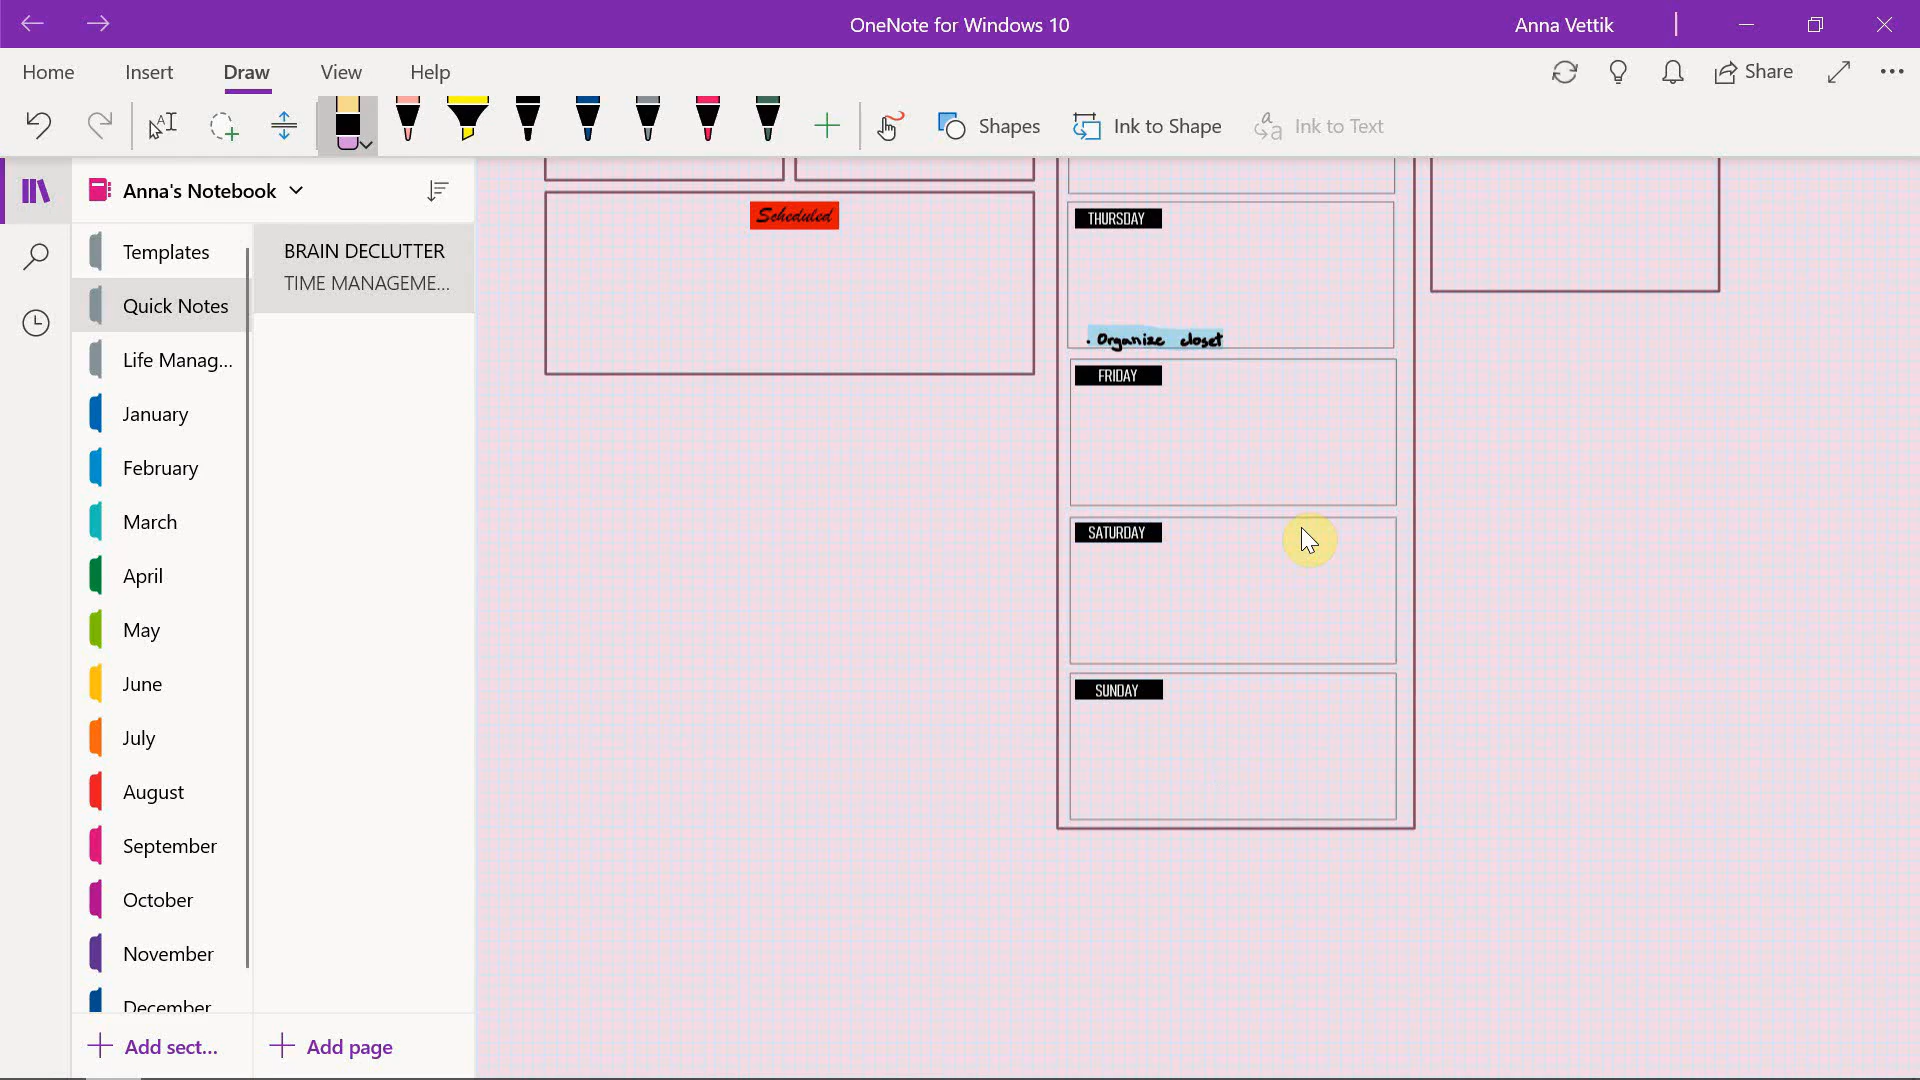 OneNote for Windows 10
Anna Vettik
Home
Insert
Draw
View
Help
Share
Shapes
Ink to Shape
Ink to Text
Anna's Notebook
Templates
Quick Notes
Life Manag...
January
February
March
April
May
June
July
August
September
October
November
December
Add sect...
BRAIN DECLUTTER
TIME MANAGEME...
Add page
Scheduled
THURSDAY
. Organize closet
FRIDAY
SATURDAY
SUNDAY